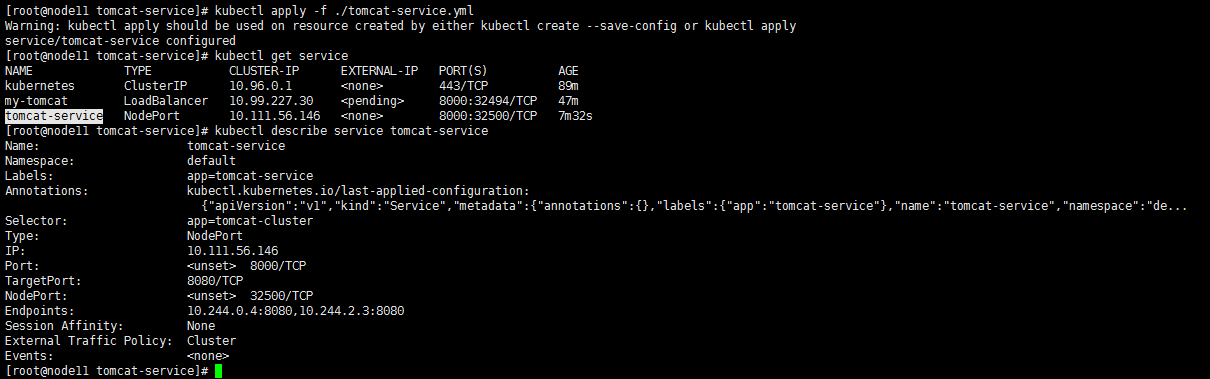 [root@node11 tomcat-service]# kubectl apply -f ./tomcat-service.yml
Warning: kubectl apply should be used on resource created by either kubectl create --save-config or kubectl apply
service/tomcat-service configured
[root@node11 tomcat-service]# kubectl get service
NAME             TYPE           CLUSTER-IP      EXTERNAL-IP   PORT(S)          AGE
kubernetes       ClusterIP      10.96.0.1       <none>        443/TCP          89m
my-tomcat        LoadBalancer   10.99.227.30    <pending>     8000:32494/TCP   47m
tomcat-service   NodePort       10.111.56.146   <none>        8000:32500/TCP   7m32s
[root@node11 tomcat-service]# kubectl describe service tomcat-service
Name:                     tomcat-service
Namespace:                default
Labels:                   app=tomcat-service
Annotations:              kubectl.kubernetes.io/last-applied-configuration:
                            {"apiVersion":"v1","kind":"Service","metadata":{"annotations":{},"labels":{"app":"tomcat-service"},"name":"tomcat-service","namespace":"de...
Selector:                 app=tomcat-cluster
Type:                     NodePort
IP:                       10.111.56.146
Port:                     <unset>  8000/TCP
TargetPort:               8080/TCP
NodePort:                 <unset>  32500/TCP
Endpoints:                10.244.0.4:8080,10.244.2.3:8080
Session Affinity:         None
External Traffic Policy:  Cluster
Events:                   <none>
[root@node11 tomcat-service]#